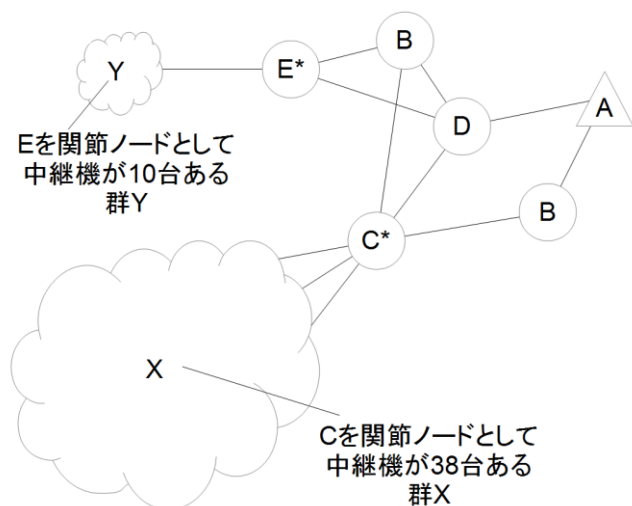 B
Y
E*
A
D
Eを関節ノードとして
中継機が10台ある
群Y
B
C*
X
Cを関節ノードとして
中継機が38台ある
群X